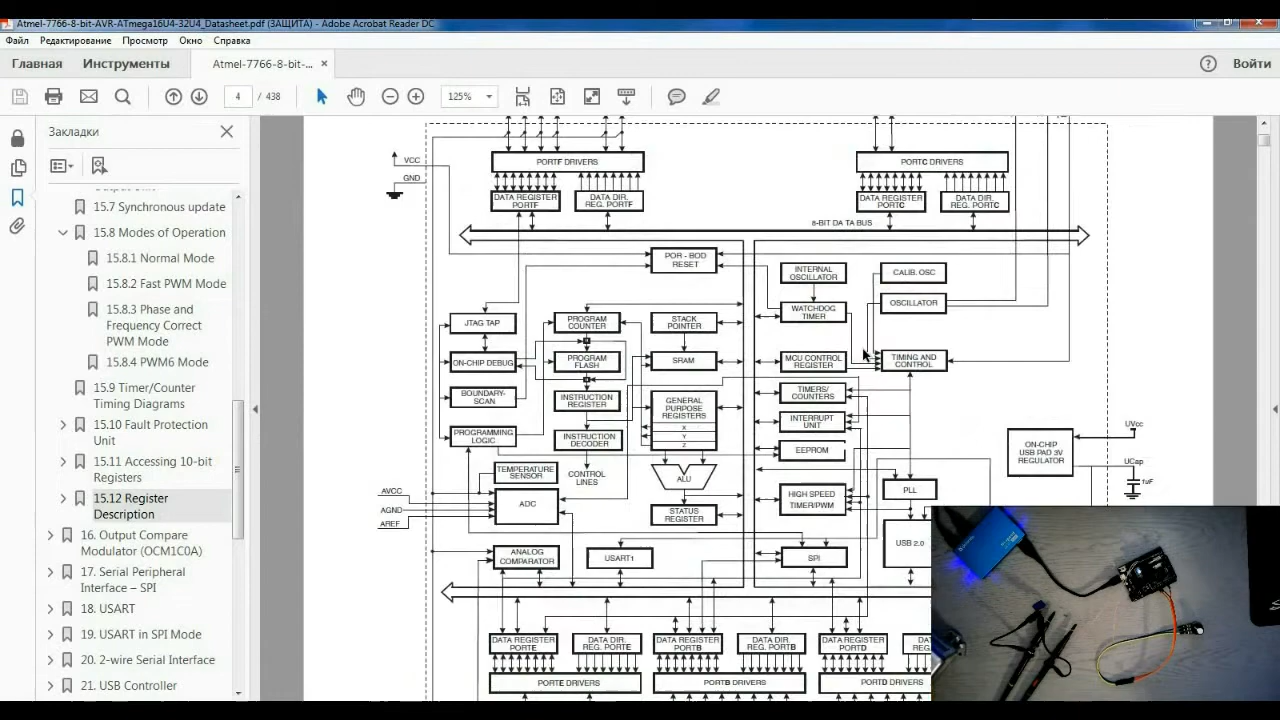 Atmel-7766-8-bit-AVR-ATmega16U4-32U4_Datasheet.pdf (ЗАЩИТА) - Adobe Acrobat Reader DC
Файл Редактирование Просмотр Окно Справка
Главная Инструменты Atmel-7766-8-bit-... × Войти
4 / 438 125%
Закладки
15.7 Synchronous update
15.8 Modes of Operation
15.8.1 Normal Mode
15.8.2 Fast PWM Mode
15.8.3 Phase and
Frequency Correct
PWM Mode
15.8.4 PWM6 Mode
15.9 Timer/Counter
Timing Diagrams
15.10 Fault Protection
Unit
15.11 Accessing 10-bit
Registers
15.12 Register
Description
16. Output Compare
Modulator (OCM1C0A)
17. Serial Peripheral
Interface – SPI
18. USART
19. USART in SPI Mode
20. 2-wire Serial Interface
21. USB Controller
VCC
GND
PORTF DRIVERS
PORTC DRIVERS
DATA REGISTER
PORTF
DATA DIR.
REG. PORTF
DATA REGISTER
PORTC
DATA DIR.
REG. PORTC
8-BIT DA TA BUS
POR - BOD
RESET
INTERNAL
OSCILLATOR
CALIB. OSC
OSCILLATOR
WATCHDOG
TIMER
JTAG TAP
PROGRAM
COUNTER
STACK
POINTER
ON-CHIP DEBUG
PROGRAM
FLASH
SRAM
MCU CONTROL
REGISTER
TIMING AND
CONTROL
BOUNDARY-
SCAN
INSTRUCTION
REGISTER
GENERAL
PURPOSE
REGISTERS
X
Y
Z
TIMERS/
COUNTERS
INTERRUPT
UNIT
PROGRAMMING
LOGIC
INSTRUCTION
DECODER
EEPROM
ON-CHIP
USB PAD 3V
REGULATOR
UVcc
UCap
1uF
TEMPERATURE
SENSOR
CONTROL
LINES
ALU
AVCC
AGND
AREF
ADC
HIGH SPEED
TIMER/PWM
PLL
STATUS
REGISTER
USB 2.0
ANALOG
COMPARATOR
USART1
SPI
DATA REGISTER
PORTE
DATA DIR.
REG. PORTE
DATA REGISTER
PORTB
DATA DIR.
REG. PORTB
DATA REGISTER
PORTD
PORTE DRIVERS
PORTB DRIVERS
PORTD DRIVERS